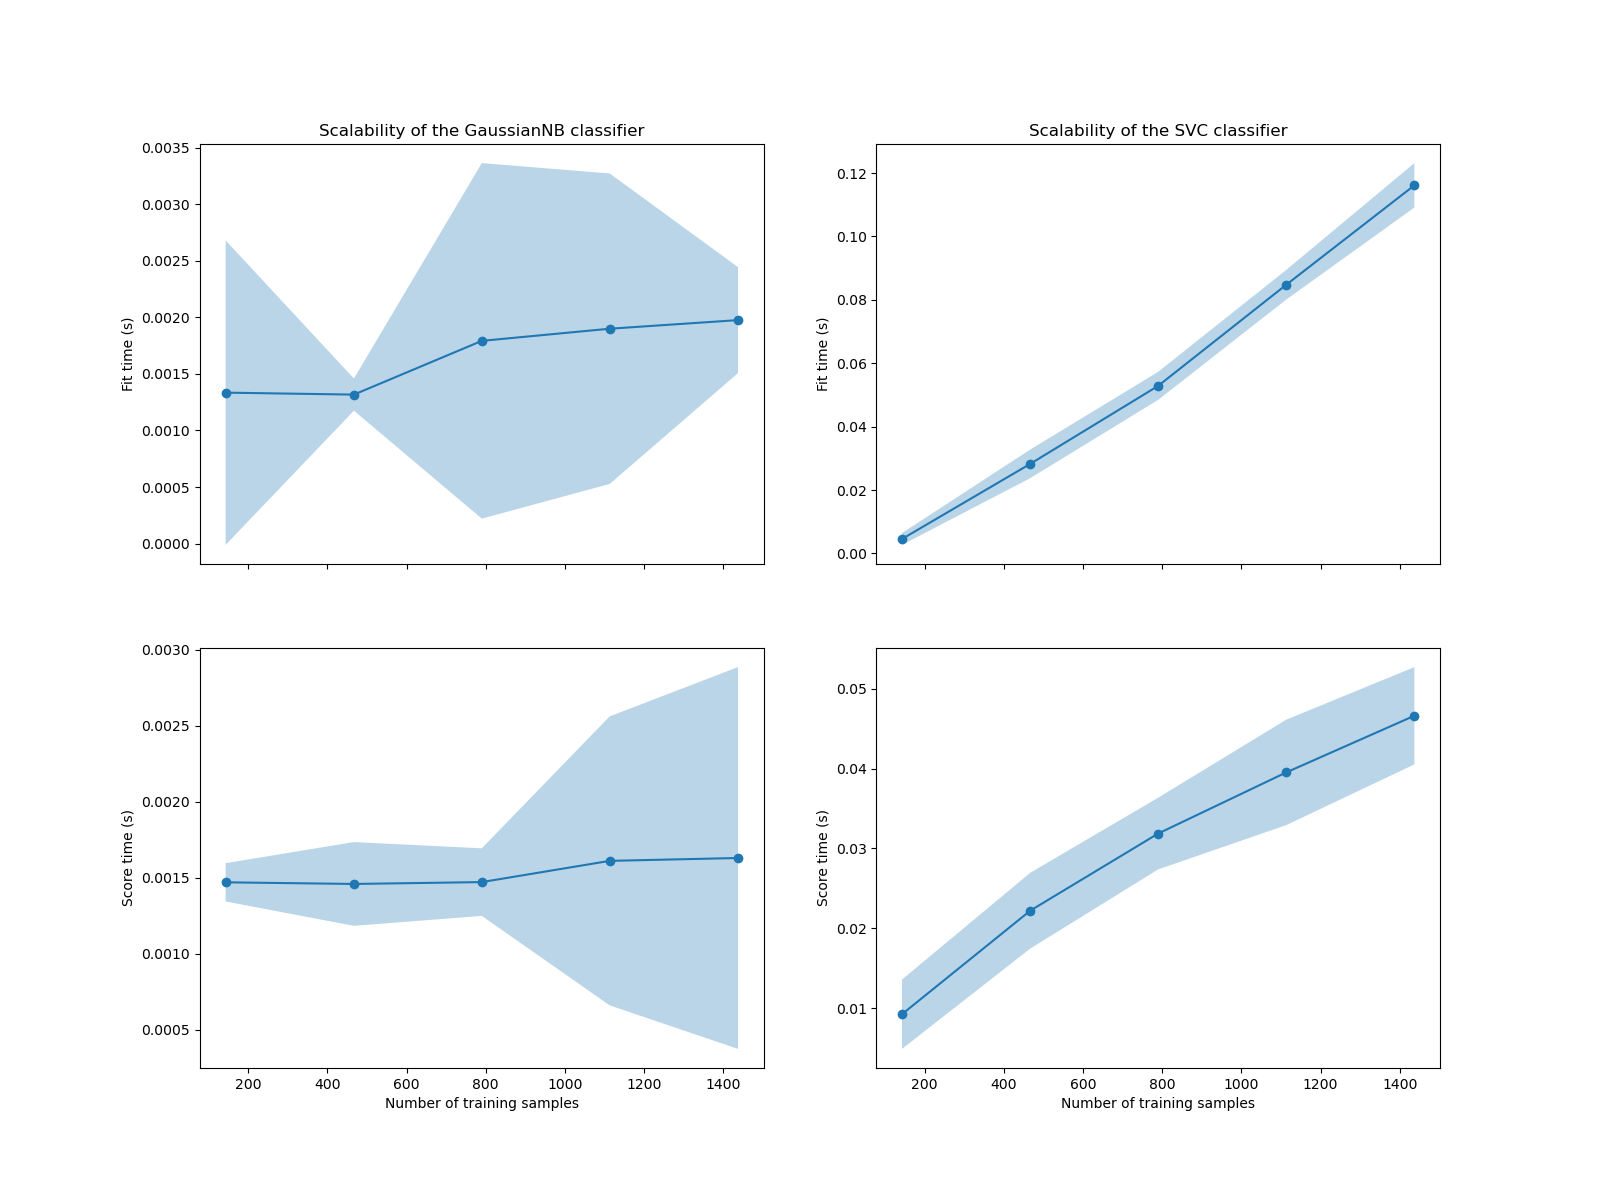 Scalability of the GaussianNB classifier
0.0035
0.0030
0.0025
0.0020
0.0015
0.0010
0.0005
0.0000
Fit time (s)
Scalability of the SVC classifier
0.12
0.10
0.08
0.06
0.04
0.02
0.00
Fit time (s)
0.0030
0.0025
0.0020
0.0015
0.0010
0.0005
Score time (s)
200 400 600 800 1000 1200 1400
Number of training samples
0.05
0.04
0.03
0.02
0.01
Score time (s)
200 400 600 800 1000 1200 1400
Number of training samples